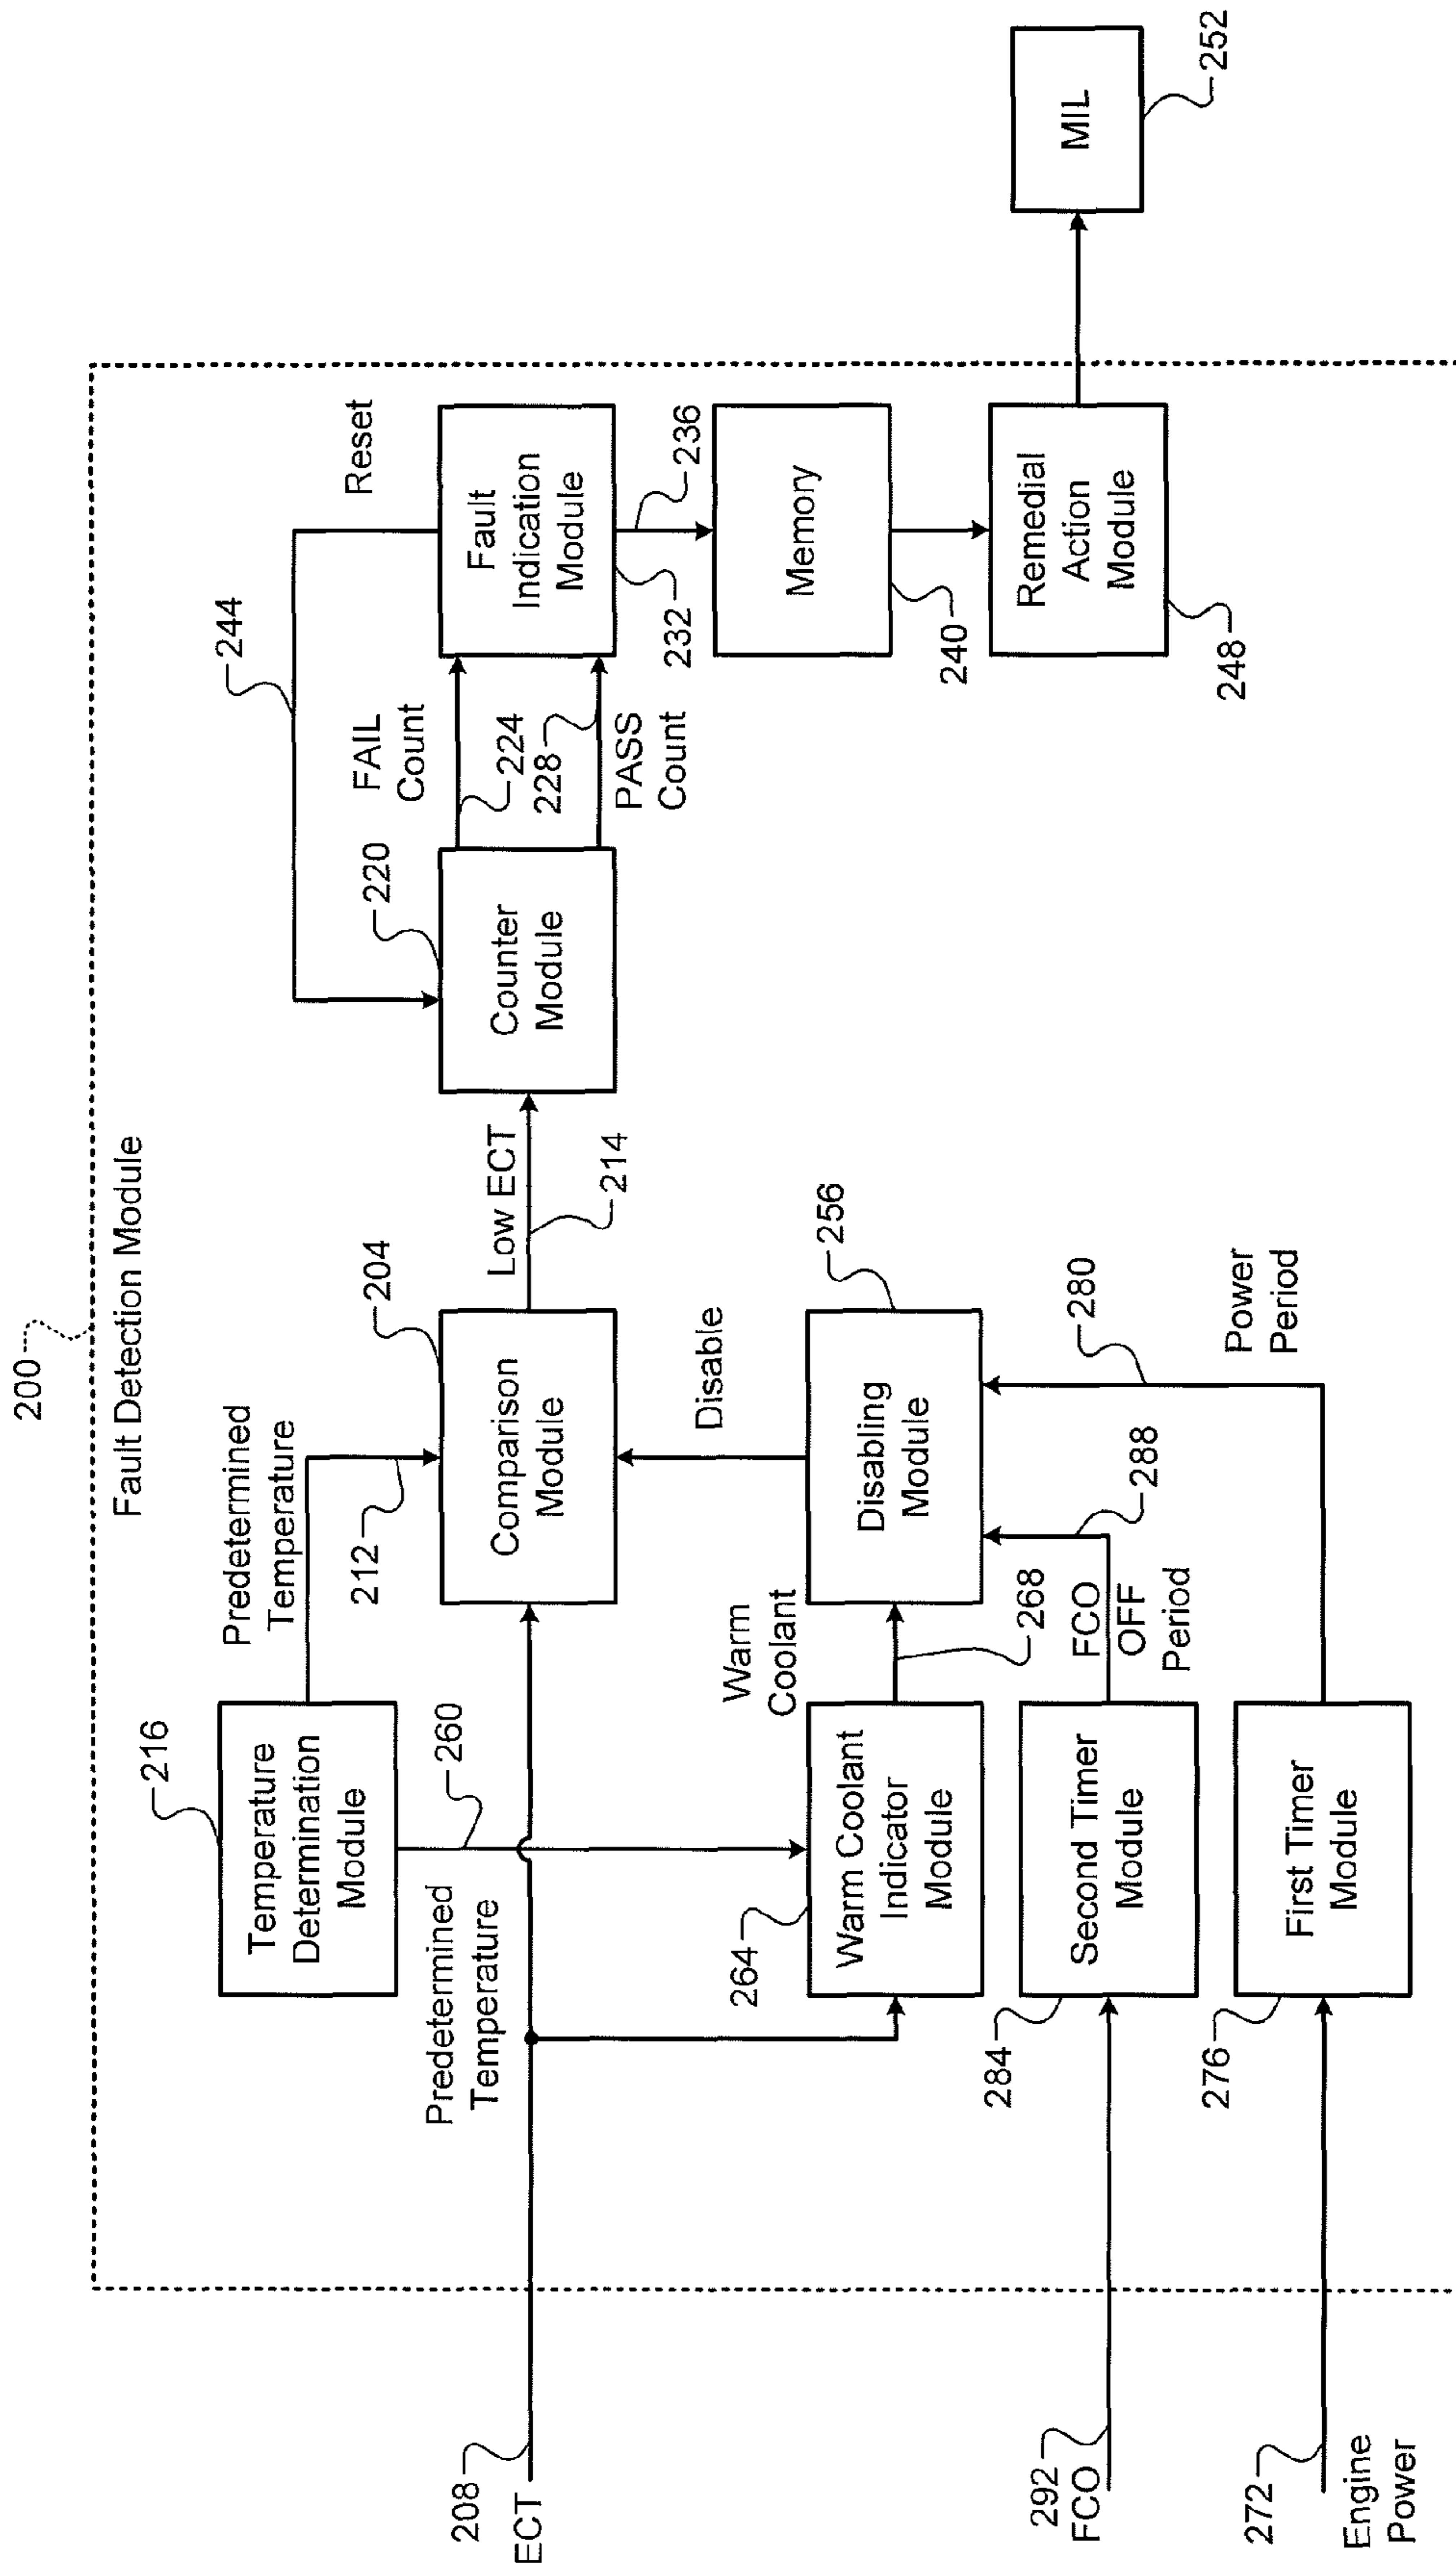 200
Fault Detection Module
Predetermined
Temperature
216
Temperature
Determination
Module
212
204
Comparison
Module
Low ECT
214
220
Counter
Module
244
Reset
FAIL
Count
224
228
PASS
Count
Fault
Indication
Module
232
236
Memory
240
Remedial
Action
Module
248
MIL
252
208
ECT
Predetermined
Temperature
260
264
Warm Coolant
Indicator
Module
Warm
Coolant
268
Disable
Disabling
Module
256
292
FCO
284
Second Timer
Module
FCO
OFF
Period
288
272
Engine
Power
276
First Timer
Module
280
Power
Period